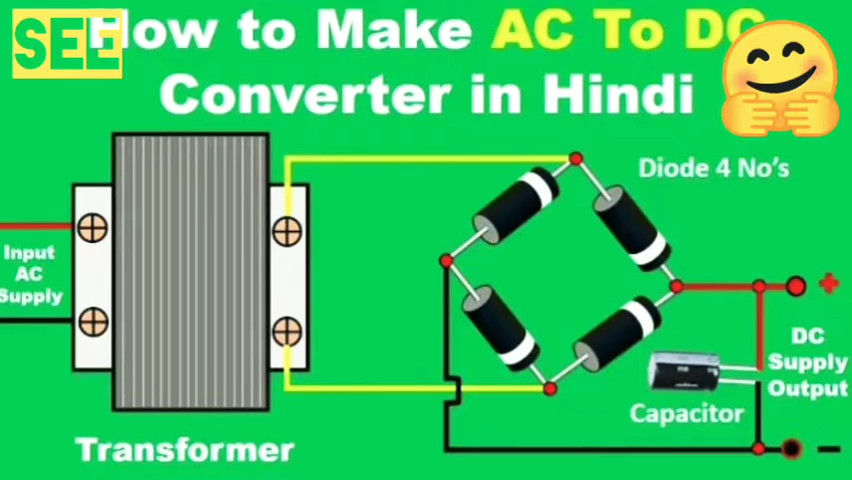 SEE
How to Make AC To DC
Converter in Hindi
Diode 4 No's
Input
AC
Supply
+
DC
Supply
Output
Capacitor
Transformer
−